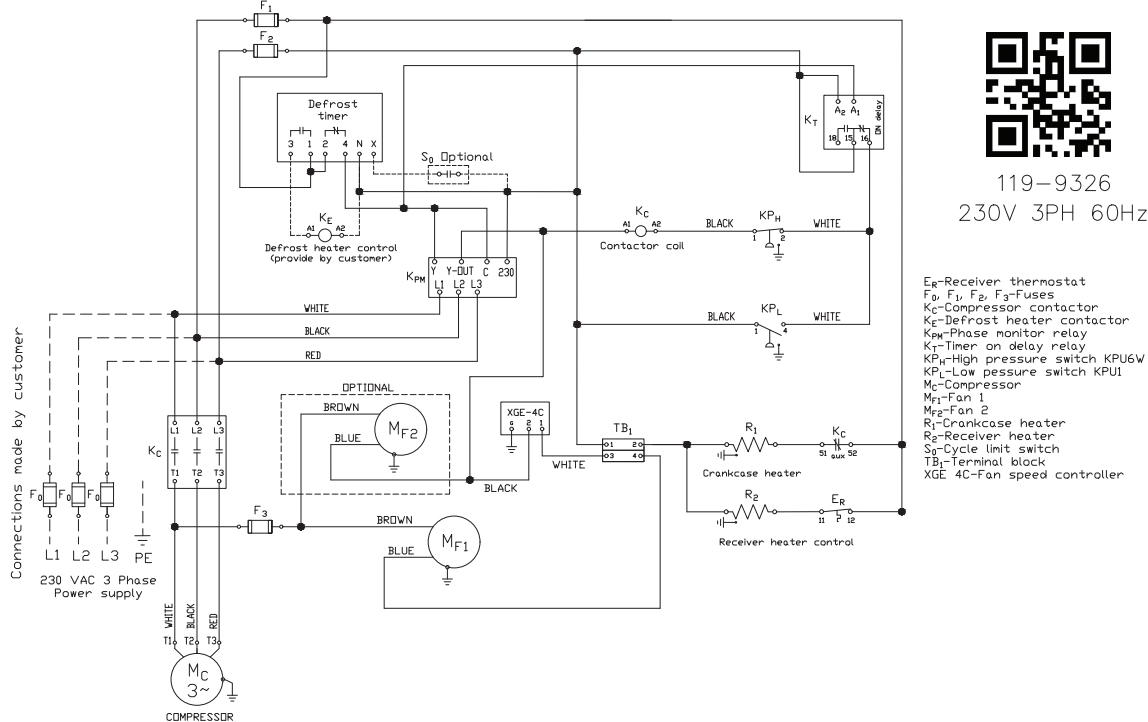 F1
F2
Defrost
timer
3 1 2 4 N X
S0 Optional
A2 A1
KT
ON delay
18 15 16
119-9326
230V 3PH 60Hz
KE
A1 A2
Defrost heater control
(provide by customer)
KC
A1 A2
Contactor coil
BLACK
KPH
1 2
WHITE
KPM
Y Y-OUT C 230
L1 L2 L3
WHITE
BLACK
RED
BLACK
KPL
1 4
WHITE
ER-Receiver thermostat
F0, F1, F2, F3-Fuses
KC-Compressor contactor
KE-Defrost heater contactor
KPM-Phase monitor relay
KT-Timer on delay relay
KPH-High pressure switch KPU6W
KPL-Low pessure switch KPU1
MC-Compressor
MF1-Fan 1
MF2-Fan 2
R1-Crankcase heater
R2-Receiver heater
S0-Cycle limit switch
TB1-Terminal block
XGE 4C-Fan speed controller
Connections made by customer
OPTIONAL
BROWN
BLUE
MF2
XGE-4C
G 2 1
BLACK
WHITE
TB1
1 2
3 4
R1
Crankcase heater
KC
51 aux 52
R2
Receiver heater control
ER
11 12
L1 L2 L3
KC
T1 T2 T3
F0 F0 F0
L1 L2 L3 PE
230 VAC 3 Phase
Power supply
F3
BROWN
BLUE
MF1
WHITE
BLACK
RED
T1 T2 T3
MC
3~
COMPRESSOR